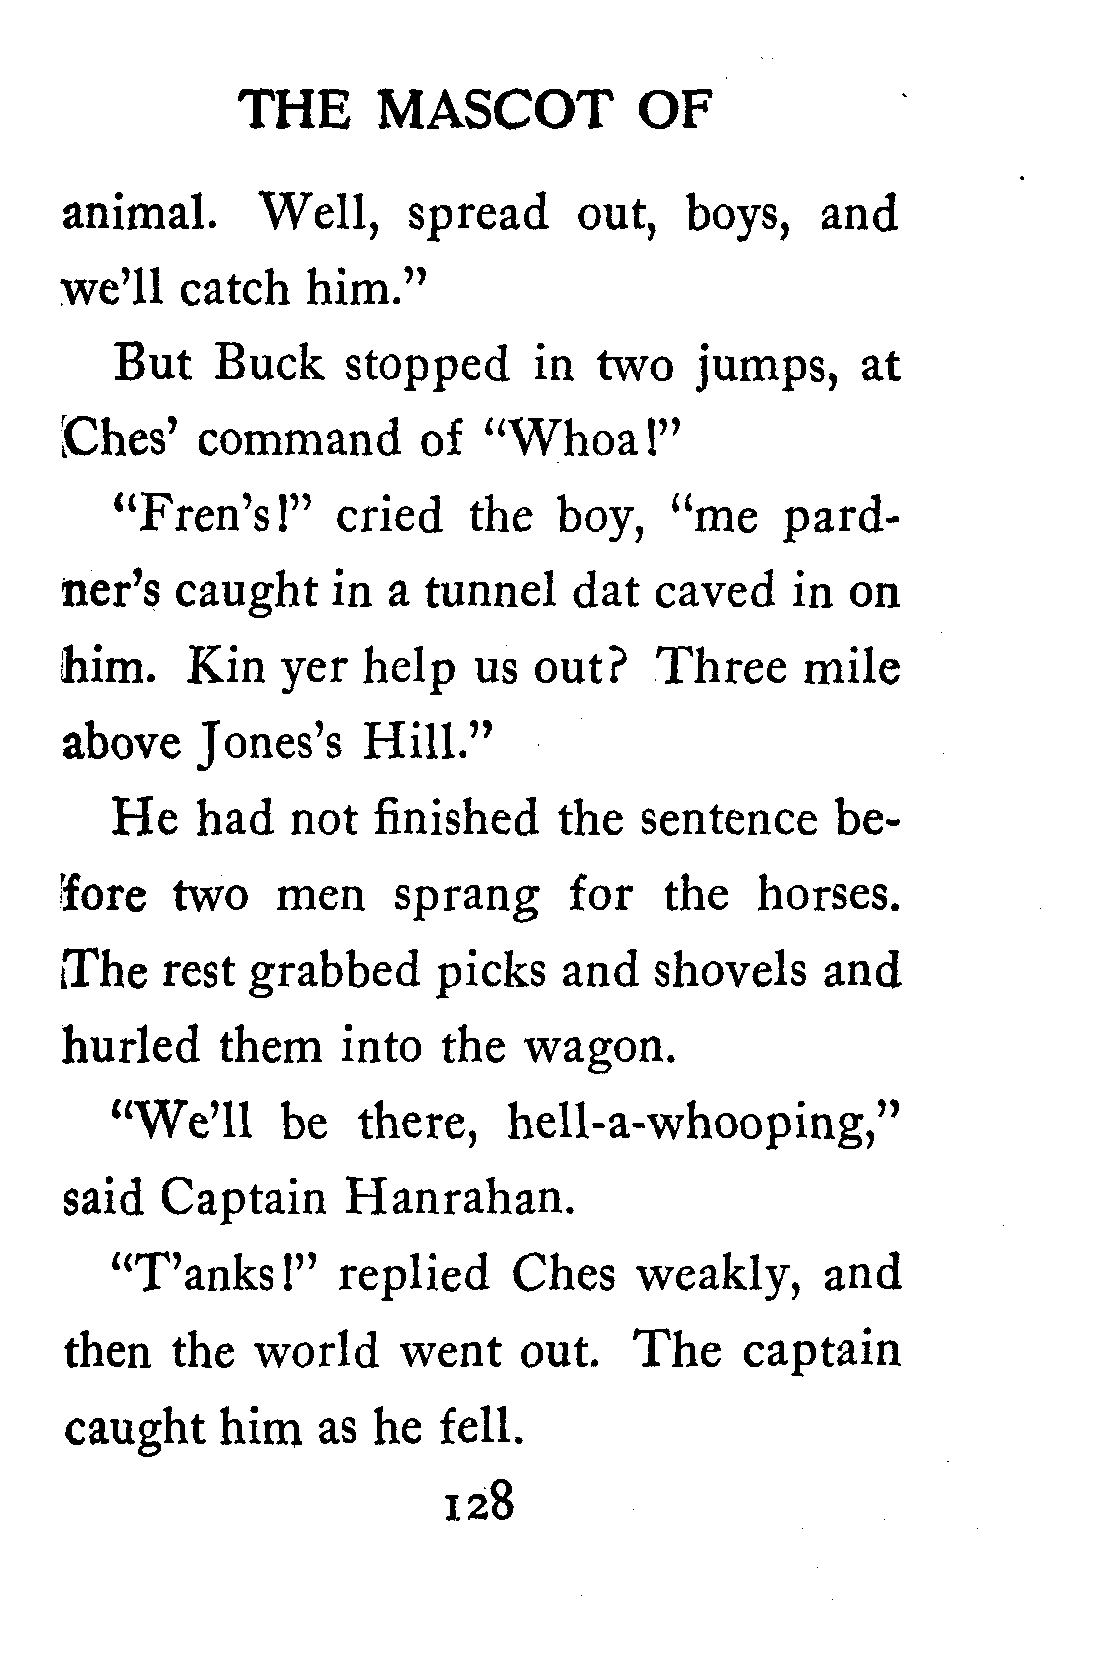 THE MASCOT OF
animal. Well, spread out, boys, and
we'll catch him."
But Buck stopped in two jumps, at
Ches' command of "Whoa!"
"Fren's!" cried the boy, "me pard-
ner's caught in a tunnel dat caved in on
him. Kin yer help us out? Three mile
above Jones's Hill."
He had not finished the sentence be-
fore two men sprang for the horses.
The rest grabbed picks and shovels and
hurled them into the wagon.
"We'll be there, hell-a-whooping,"
said Captain Hanrahan.
"T'anks!" replied Ches weakly, and
then the world went out. The captain
caught him as he fell.
128